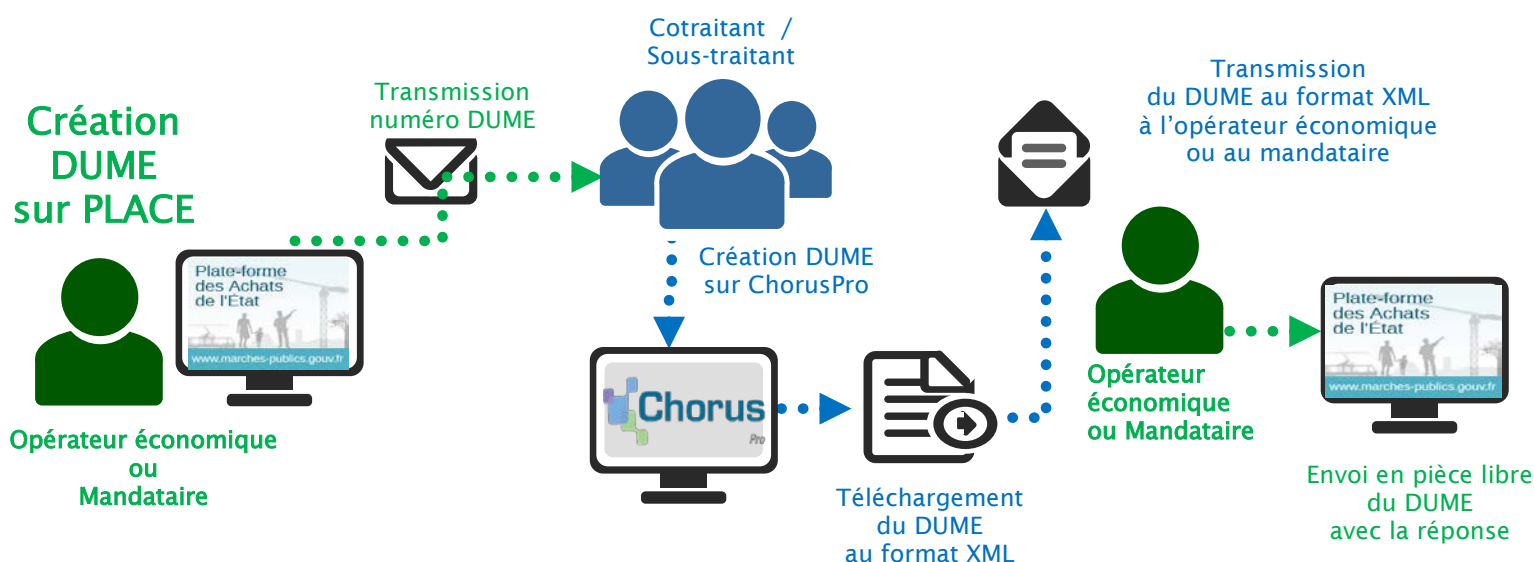 Création
DUME
sur PLACE
Plate-forme
des Achats
de l'État
www.marches-publics.gouv.fr
Opérateur économique
ou
Mandataire
Transmission
numéro DUME
Cotraitant /
Sous-traitant
Création DUME
sur ChorusPro
Chorus
Pro
Téléchargement
du DUME
au format XML
Transmission
du DUME au format XML
à l’opérateur économique
ou au mandataire
Opérateur
économique
ou Mandataire
Plate-forme
des Achats
de l'État
www.marches-publics.gouv.fr
Envoi en pièce libre
du DUME
avec la réponse